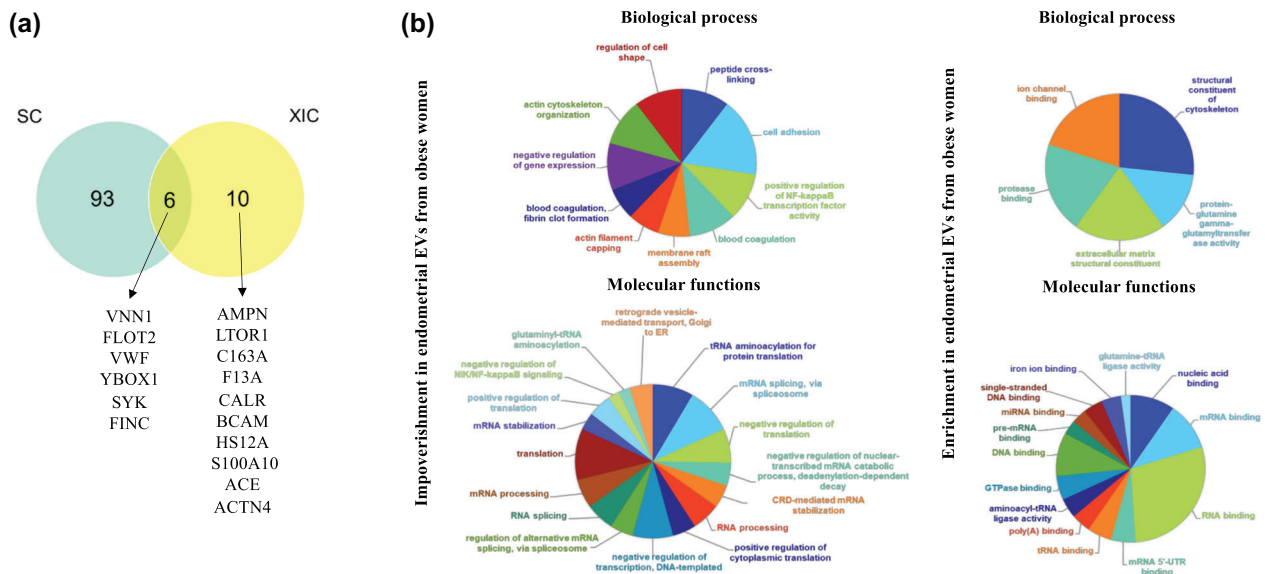 (a)
SC
XIC
93
6
10
VNN1
FLOT2
VWF
YBOX1
SYK
FINC
AMPN
LTOR1
C163A
F13A
CALR
BCAM
HS12A
S100A10
ACE
ACTN4
(b)
Impoverishment in endometrial EVs from obese women
Biological process
regulation of cell
shape
peptide cross-
linking
actin cytoskeleton
organization
cell adhesion
negative regulation
of gene expression
positive regulation
of NF-kappaB
transcription factor
activity
blood coagulation,
fibrin clot formation
actin filament
capping
membrane raft
assembly
blood coagulation
Molecular functions
retrograde vesicle-
mediated transport, Golgi
to ER
glutaminyl-tRNA
aminoacylation
tRNA aminoacylation for
protein translation
negative regulation of
NIK/NF-kappaB signaling
mRNA splicing, via
spliceosome
positive regulation of
translation
mRNA stabilization
negative regulation of
translation
translation
negative regulation of nuclear-
transcribed mRNA catabolic
process, deadenylation-dependent
decay
mRNA processing
CRD-mediated mRNA
stabilization
RNA splicing
RNA processing
regulation of alternative mRNA
splicing, via spliceosome
positive regulation of
cytoplasmic translation
negative regulation of
transcription, DNA-templated
Enrichment in endometrial EVs from obese women
Biological process
ion channel
binding
structural
constituent
of
cytoskeleton
protease
binding
protein-
glutamine
gamma-
glutamyltransfer
ase activity
extracellular metrix
structural constituent
Molecular functions
glutamine-tRNA
ligase activity
iron ion binding
nucleic acid
binding
single-stranded
DNA binding
mRNA binding
miRNA binding
pre-mRNA
binding
DNA binding
GTPase binding
aminoacyl-tRNA
ligase activity
RNA binding
poly(A) binding
tRNA binding
mRNA 5'-UTR
binding